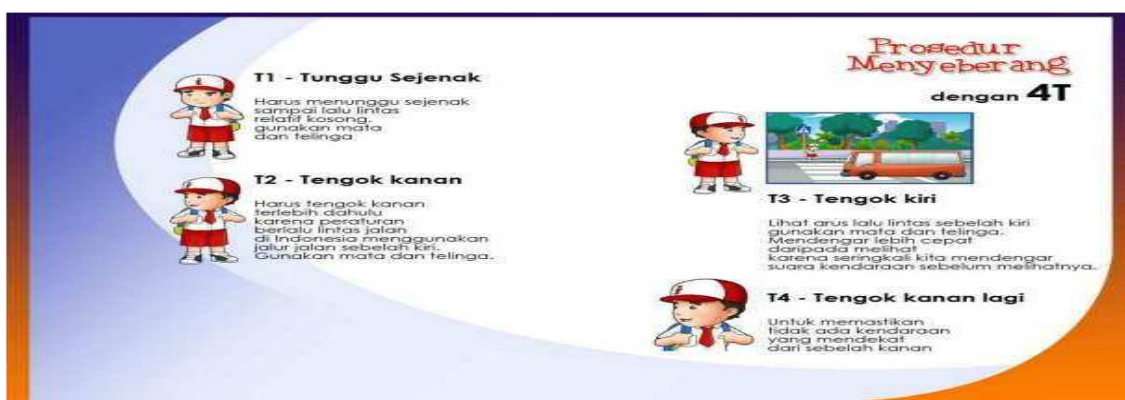 Prosedur
Menyeberang
dengan 4T
T1 - Tunggu Sejenak
Harus menunggu sejenak
sampai lalu lintas
relatif kosong.
gunakan mata
dan telinga
T2 - Tengok kanan
Harus tengok kanan
terlebih dahulu
karena peraturan
berlalu lintas jalan
di Indonesia menggunakan
jalur jalan sebelah kiri.
Gunakan mata dan telinga.
T3 - Tengok kiri
Lihat arus lalu lintas sebelah kiri
gunakan mata dan telinga.
Mendengar lebih cepat
daripada melihat
karena seringkali kita mendengar
suara kendaraan sebelum melihatnya.
T4 - Tengok kanan lagi
Untuk memastikan
tidak ada kendaraan
yang mendekat
dari sebelah kanan